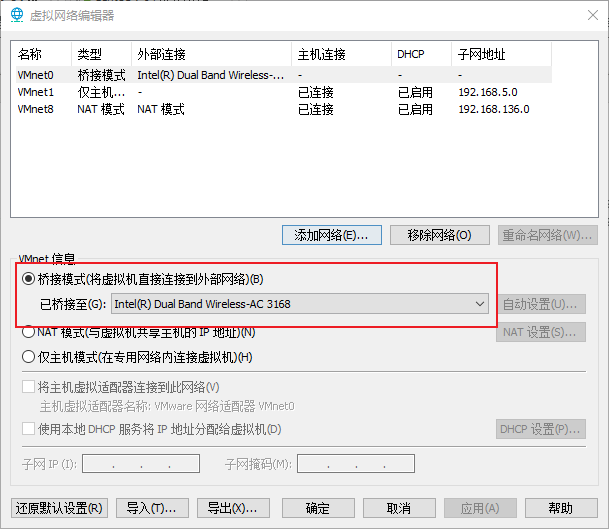 虚拟网络编辑器
名称 类型 外部连接 主机连接 DHCP 子网地址
VMnet0 桥接模式 Intel(R) Dual Band Wireless-... - - -
VMnet1 仅主机... - 已连接 已启用 192.168.5.0
VMnet8 NAT 模式 NAT 模式 已连接 已启用 192.168.136.0
添加网络(E)... 移除网络(O) 重命名网络(W)...
VMnet 信息
桥接模式(将虚拟机直接连接到外部网络)(B)
已桥接至(G): Intel(R) Dual Band Wireless-AC 3168 自动设置(U)...
NAT 模式(与虚拟机共享主机的 IP 地址)(N) NAT 设置(S)...
仅主机模式(在专用网络内连接虚拟机)(H)
将主机虚拟适配器连接到此网络(V)
主机虚拟适配器名称: VMware 网络适配器 VMnet0
使用本地 DHCP 服务将 IP 地址分配给虚拟机(D) DHCP 设置(P)...
子网 IP (I): . . . 子网掩码(M): . . .
还原默认设置(R) 导入(T)... 导出(X)... 确定 取消 应用(A) 帮助